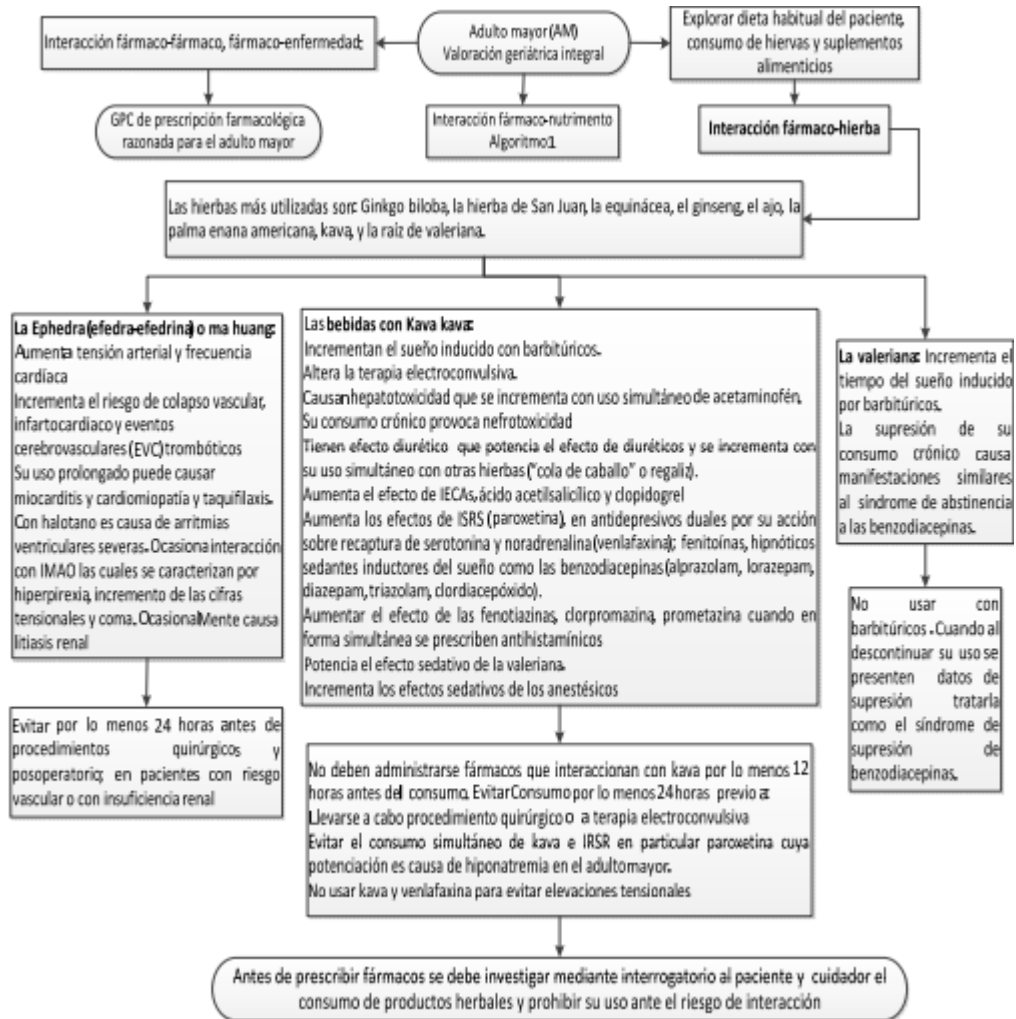 Interacción fármaco-fármaco, fármaco-enfermedad:
Adulto mayor (AM)
Valoración geriátrica integral
Explorar dieta habitual del paciente,
consumo de hiervas y suplementos
alimenticios
GPC de prescripción farmacológica
razonada para el adulto mayor
Interacción fármaco-nutrimento
Algoritmo 1
Interacción fármaco-hierba
Las hierbas más utilizadas son: Ginkgo biloba, la hierba de San Juan, la equinácea, el ginseng, el ajo, la
palma enana americana, kava, y la raíz de valeriana.
La Ephedra (efedra-efedrina) o ma huang:
Aumenta tensión arterial y frecuencia
cardíaca
Incrementa el riesgo de colapso vascular,
infarto cardíaco y eventos
cerebrovasculares (EVC) trombóticos
Su uso prolongado puede causar
miocarditis y cardiomiopatía y taquifilaxis.
Con halotano es causa de arritmias
ventriculares severas. Ocasiona interacción
con IMAO las cuales se caracterizan por
hiperpirexia, incremento de las cifras
tensionales y coma. OcasionalMente causa
litiasis renal
Las bebidas con Kava kava:
Incrementan el sueño inducido con barbitúricos.
Altera la terapia electroconvulsiva.
Causan hepatotoxicidad que se incrementa con uso simultáneo de acetaminofén.
Su consumo crónico provoca nefrotoxicidad
Tienen efecto diurético que potencia el efecto de diuréticos y se incrementa con
su uso simultáneo con otras hierbas ("cola de caballo" o regaliz).
Aumenta el efecto de IECAs, ácido acetilsalicílico y clopidogrel
Aumenta los efectos de ISRS (paroxetina), en antidepresivos duales por su acción
sobre recaptura de serotonina y noradrenalina (venlafaxina); fenitoínas, hipnóticos
sedantes inductores del sueño como las benzodiacepinas (alprazolam, lorazepam,
diazepam, triazolam, clordiacepóxido).
Aumentar el efecto de las fenotiazinas, clorpromazina, prometazina cuando en
forma simultánea se prescriben antihistamínicos
Potencia el efecto sedativo de la valeriana.
Incrementa los efectos sedativos de los anestésicos
La valeriana: Incrementa el
tiempo del sueño inducido
por barbitúricos.
La supresión de su
consumo crónico causa
manifestaciones similares
al síndrome de abstinencia
a las benzodiacepinas.
Evitar por lo menos 24 horas antes de
procedimientos quirúrgicos y
posoperatorio; en pacientes con riesgo
vascular o con insuficiencia renal
No deben administrarse fármacos que interaccionan con kava por lo menos 12
horas antes del consumo. Evitar Consumo por lo menos 24 horas previo a:
Llevarse a cabo procedimiento quirúrgico o a terapia electroconvulsiva
Evitar el consumo simultáneo de kava e IRSR en particular paroxetina cuya
potenciación es causa de hiponatremia en el adulto mayor.
No usar kava y venlafaxina para evitar elevaciones tensionales
No usar con
barbitúricos. Cuando al
descontinuar su uso se
presenten datos de
supresión tratarla
como el síndrome de
supresión de
benzodiacepinas.
Antes de prescribir fármacos se debe investigar mediante interrogatorio al paciente y cuidador el
consumo de productos herbales y prohibir su uso ante el riesgo de interacción